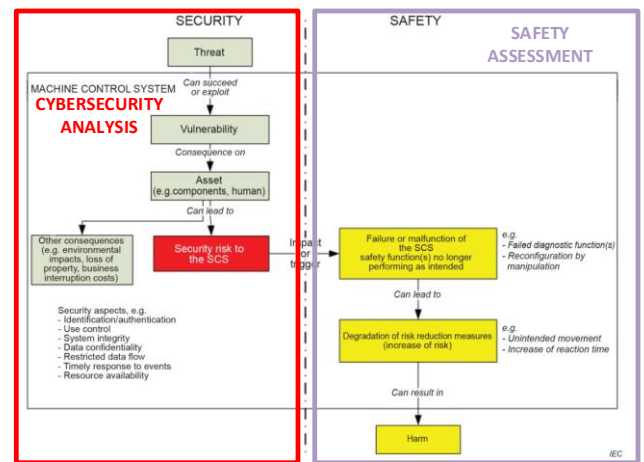 SECURITY
SAFETY
SAFETY
ASSESSMENT
Threat
Can succeed
or exploit
MACHINE CONTROL SYSTEM
CYBERSECURITY
ANALYSIS
Vulnerability
Consequence on
Asset
(e.g.components, human)
Can lead to
Other consequences
(e.g. environmental
impacts, loss of
property, business
interruption costs)
Security risk to
the SCS
Impact
or
trigger
Failure or malfunction of
the SCS
safety function(s) no longer
performing as intended
e.g.
- Failed diagnostic function(s)
- Reconfiguration by
manipulation
Can lead to
Security aspects, e.g.
- Identification/authentication
- Use control
- System integrity
- Data confidentiality
- Restricted data flow
- Timely response to events
- Resource availability
Degradation of risk reduction measures
(increase of risk)
e.g.
- Unintended movement
- Increase of reaction time
Can result in
Harm
IEC